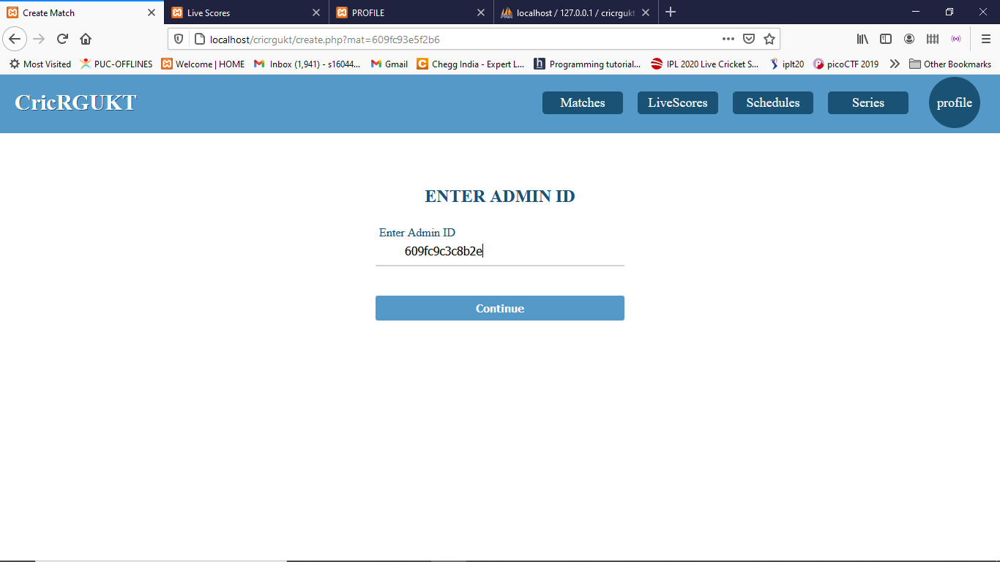 Create Match
Live Scores
PROFILE
localhost / 127.0.0.1 / cricrgukt
localhost/cricrgukt/create.php?mat=609fc93e5f2b6
Most Visited
PUC-OFFLINES
Welcome | HOME
Inbox (1,941) - s16044...
Gmail
Chegg India - Expert L...
Programming tutorial...
IPL 2020 Live Cricket S...
iplt20
picoCTF 2019
Other Bookmarks
CricRGUKT
Matches
LiveScores
Schedules
Series
profile
ENTER ADMIN ID
Enter Admin ID
609fc9c3c8b2e
Continue